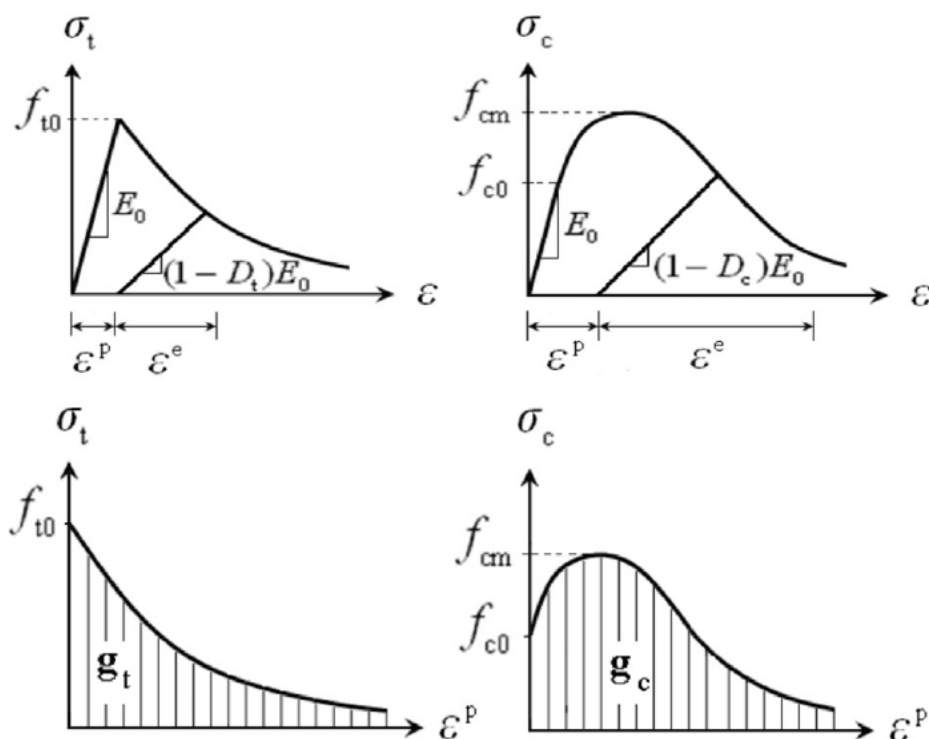 σt
ft0
E0
(1 − Dt)E0
ε
εp
εe
σc
fcm
fc0
E0
(1 − Dc)E0
ε
εp
εe
σt
ft0
gt
εp
σc
fcm
fc0
gc
εp